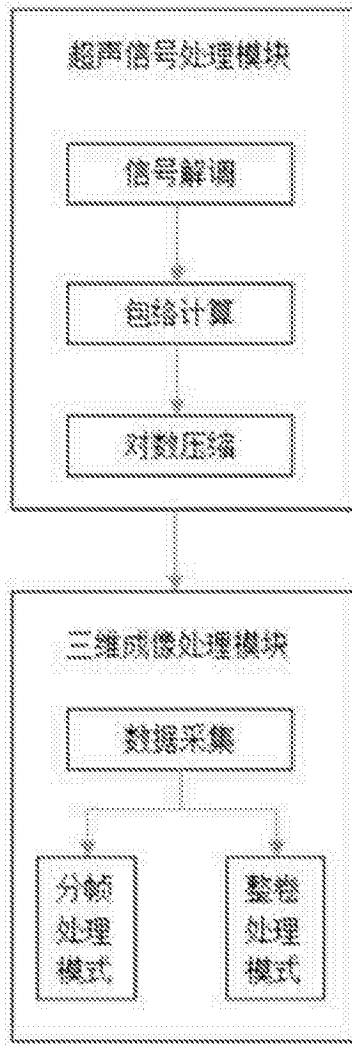 超声信号处理模块
信号解调
包络计算
对数压缩
三维成像处理模块
数据采集
分帧
处理
模式
整卷
处理
模式